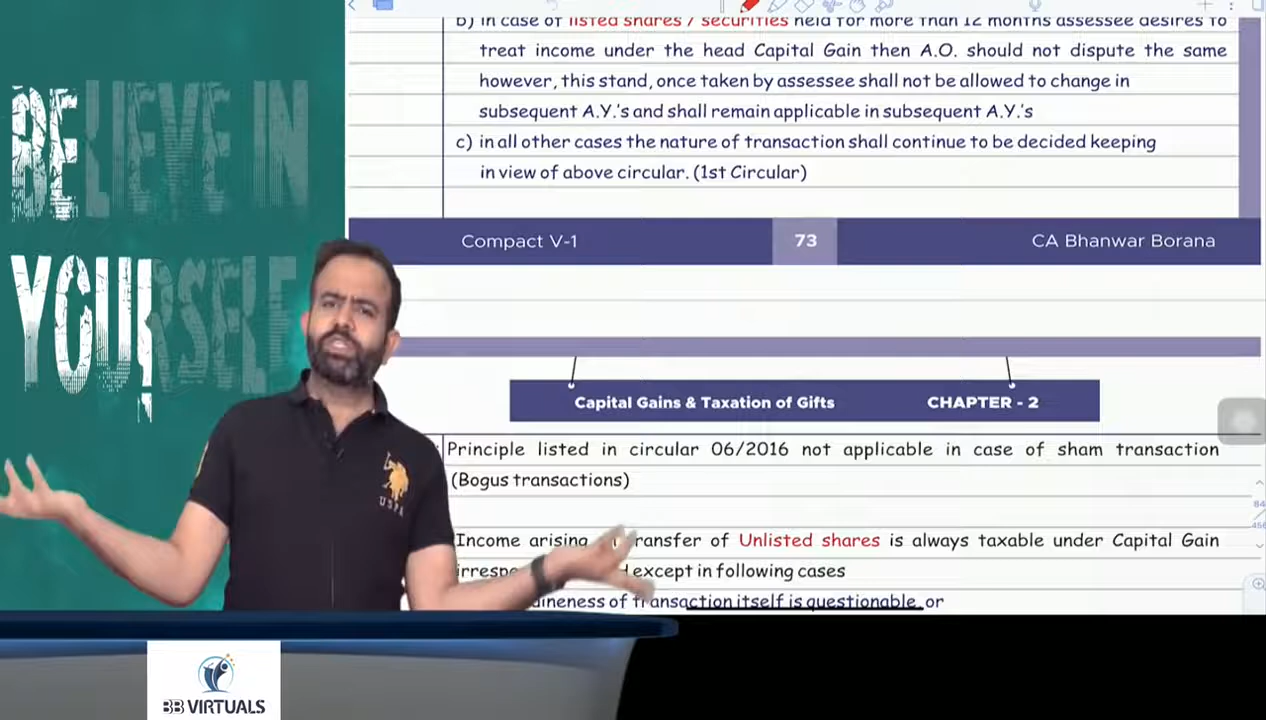 BELIEVE IN
YOURSELF
b) in case of listed shares / securities held for more than 12 months assessee desires to
treat income under the head Capital Gain then A.O. should not dispute the same
however, this stand, once taken by assessee shall not be allowed to change in
subsequent A.Y.'s and shall remain applicable in subsequent A.Y.'s
c) in all other cases the nature of transaction shall continue to be decided keeping
in view of above circular. (1st Circular)
Compact V-1 73 CA Bhanwar Borana
Capital Gains & Taxation of Gifts CHAPTER - 2
Principle listed in circular 06/2016 not applicable in case of sham transaction
(Bogus transactions)
Income arising transfer of Unlisted shares is always taxable under Capital Gain
except in following cases
of transaction itself is questionable, or
84
456
USPA
BB VIRTUALS